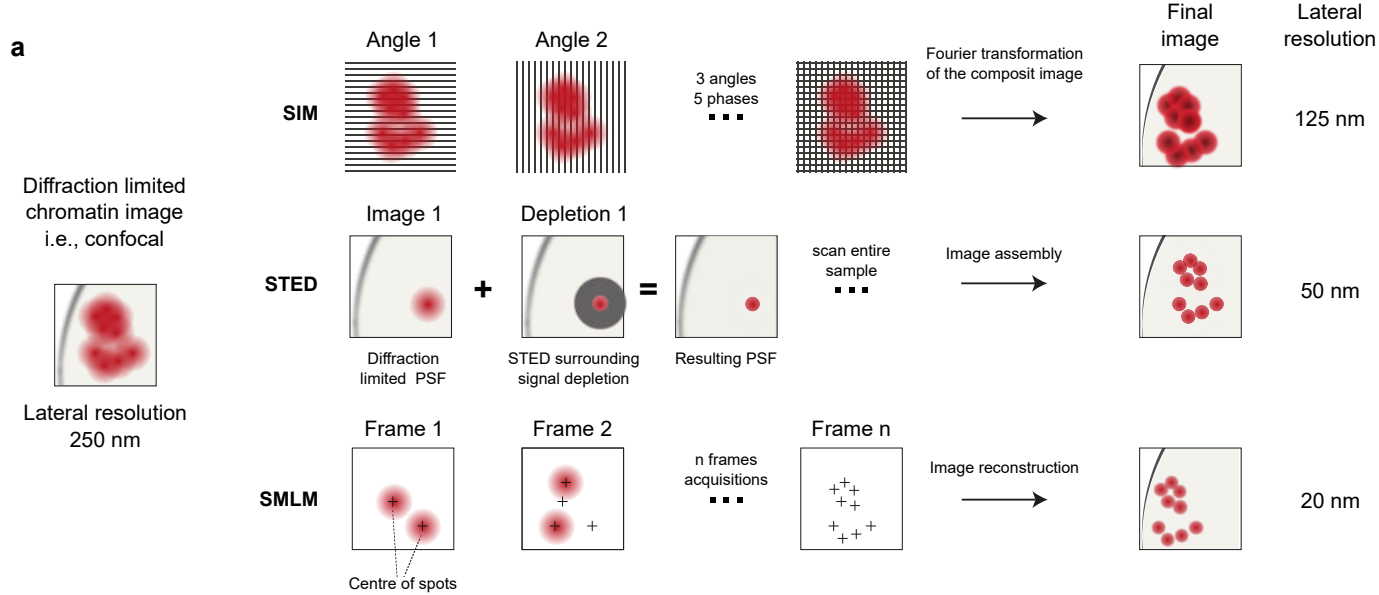 a
Final
image
Lateral
resolution
Angle 1
Angle 2
SIM
3 angles
5 phases
Fourier transformation
of the composit image
125 nm
Diffraction limited
chromatin image
i.e., confocal
Lateral resolution
250 nm
Image 1
Depletion 1
STED
+
=
scan entire
sample
Image assembly
50 nm
Diffraction
limited PSF
STED surrounding
signal depletion
Resulting PSF
Frame 1
Frame 2
Frame n
SMLM
n frames
acquisitions
Image reconstruction
20 nm
Centre of spots